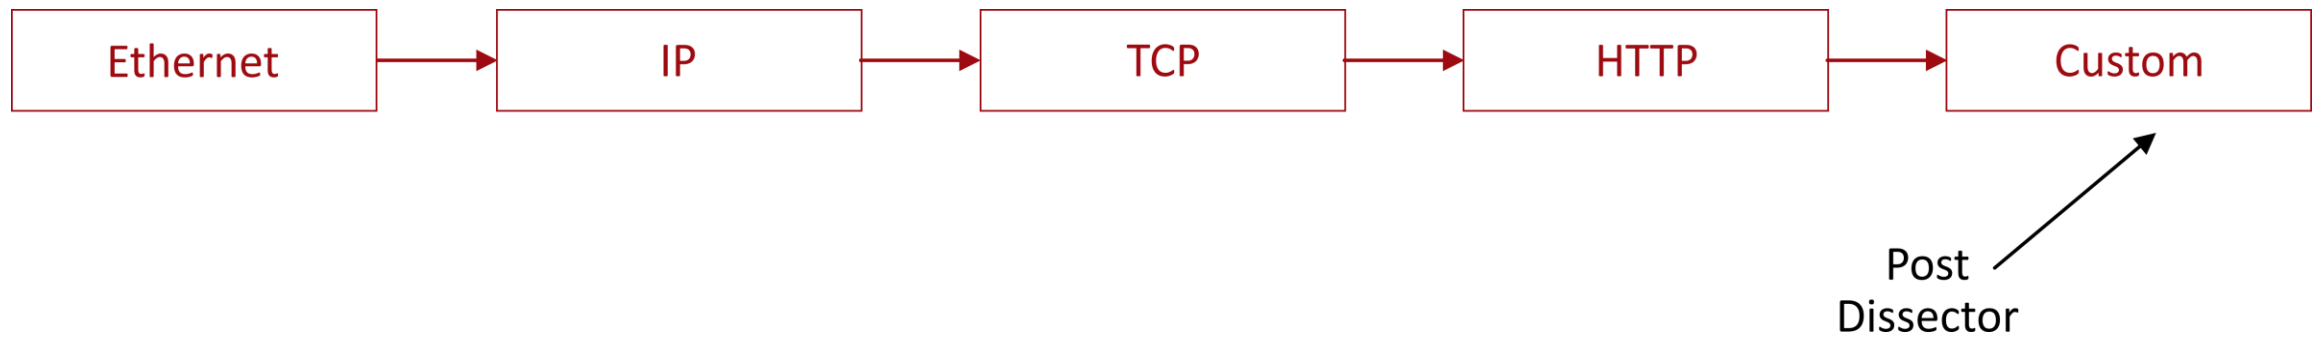 Ethernet
IP
TCP
HTTP
Custom
Post
Dissector